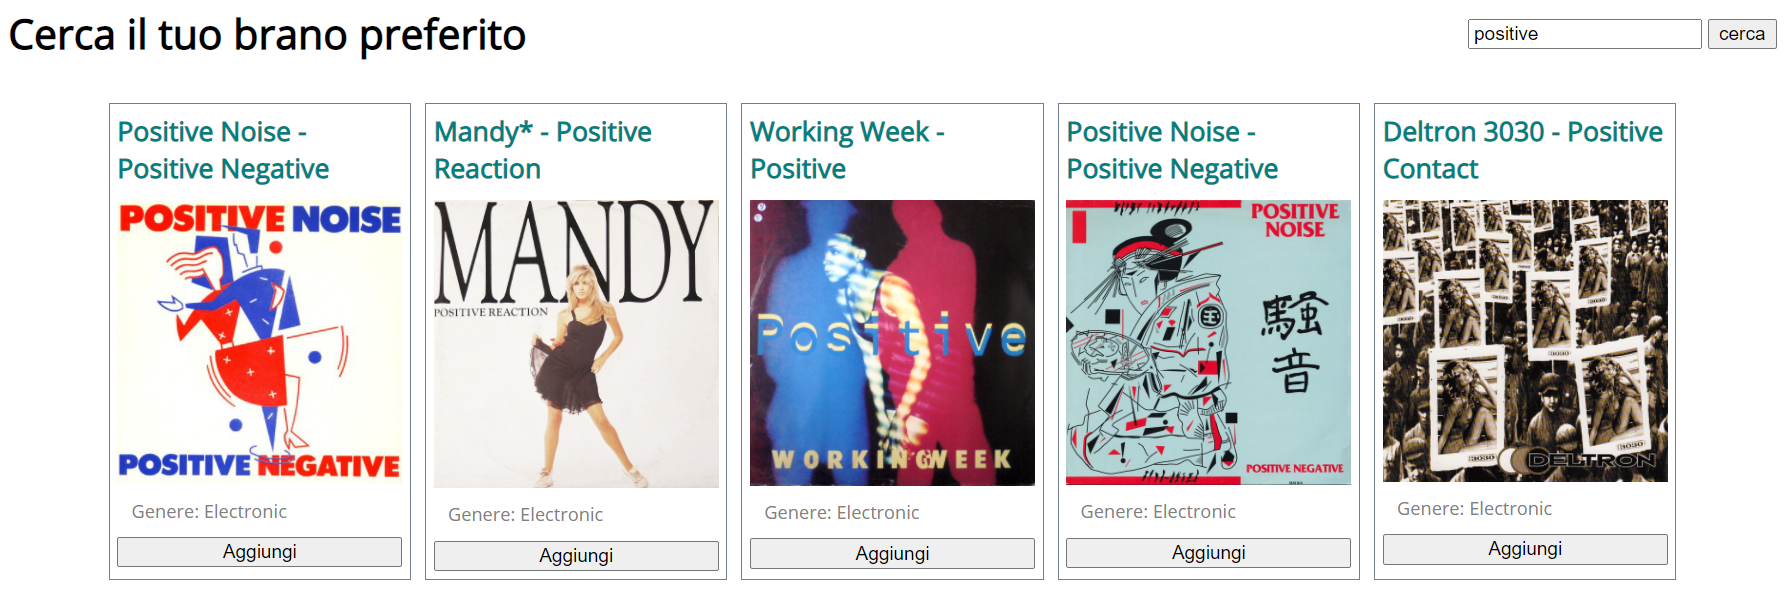 Cerca il tuo brano preferito
positive
cerca
Positive Noise -
Positive Negative
POSITIVE NOISE
POSITIVE NEGATIVE
Genere: Electronic
Aggiungi
Mandy* - Positive
Reaction
MANDY
POSITIVE REACTION
Genere: Electronic
Aggiungi
Working Week -
Positive
Positive
WORKING WEEK
Genere: Electronic
Aggiungi
Positive Noise -
Positive Negative
POSITIVE
NOISE
騒
音
POSITIVE NEGATIVE
Genere: Electronic
Aggiungi
Deltron 3030 - Positive
Contact
3030
3030
3030
DELTRON
Genere: Electronic
Aggiungi